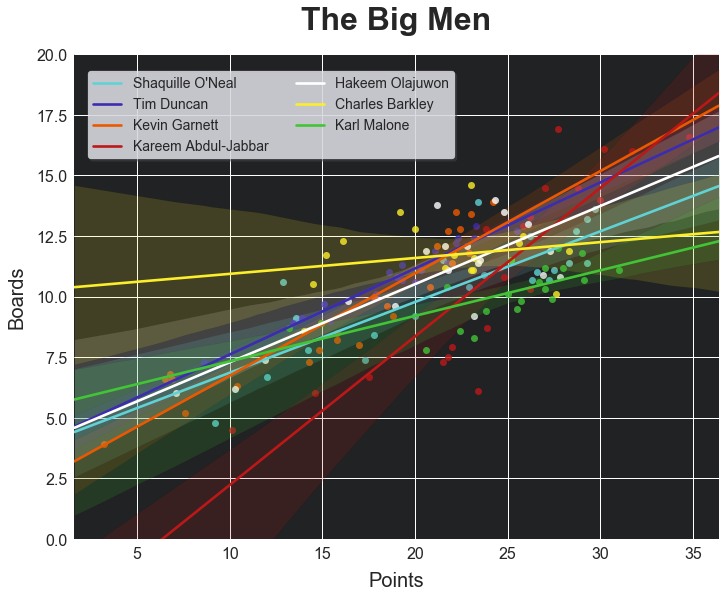 The Big Men
20.0
17.5
15.0
12.5
10.0
7.5
5.0
2.5
0.0
Boards
Shaquille O'Neal
Tim Duncan
Kevin Garnett
Kareem Abdul-Jabbar
Hakeem Olajuwon
Charles Barkley
Karl Malone
5 10 15 20 25 30 35
Points